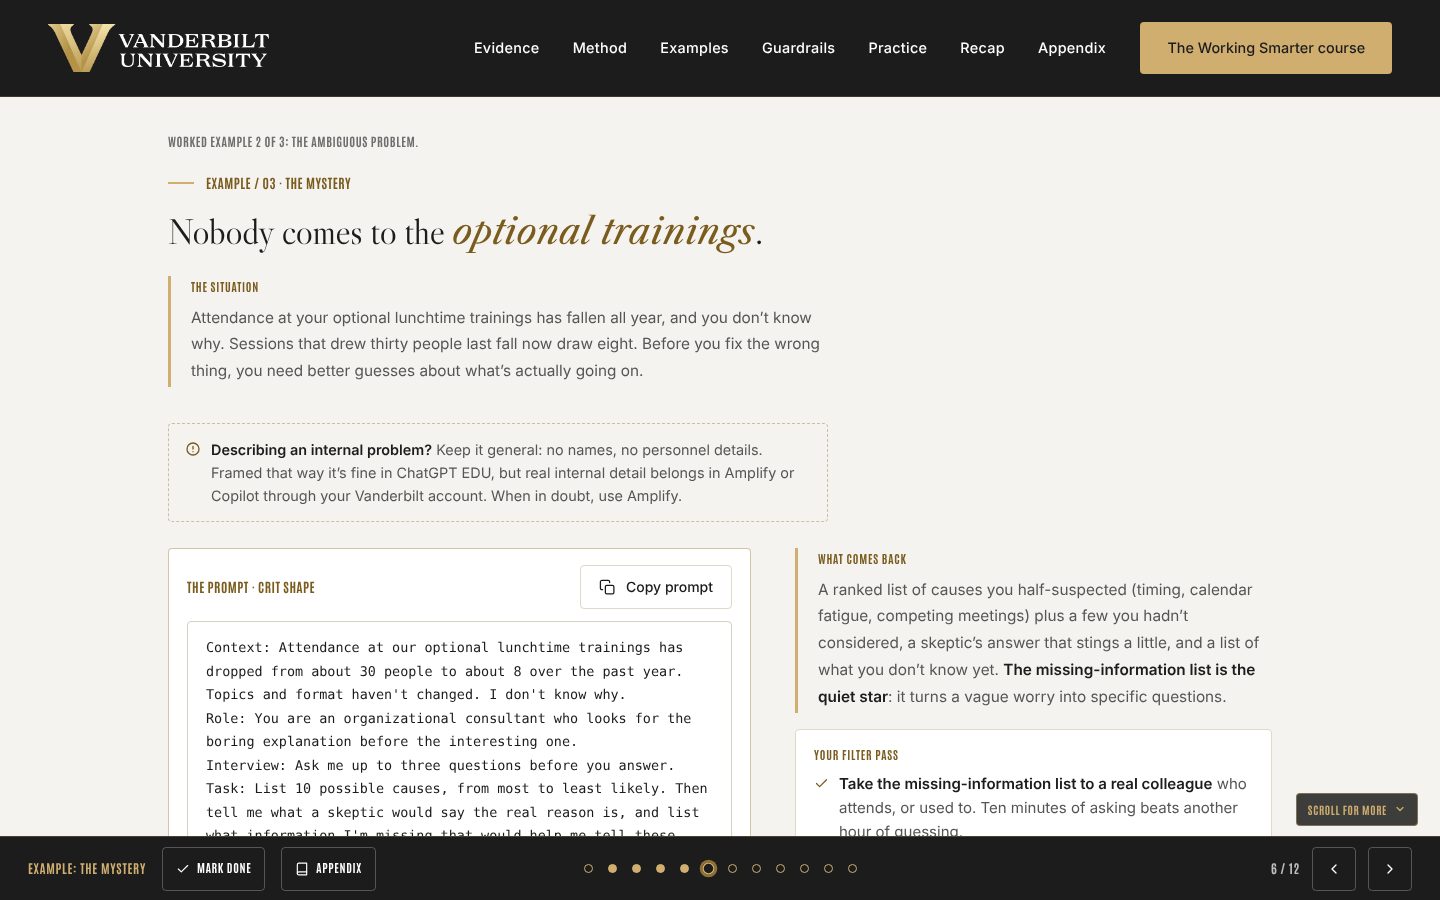 VANDERBILT
UNIVERSITY
Evidence
Method
Examples
Guardrails
Practice
Recap
Appendix
The Working Smarter course
WORKED EXAMPLE 2 OF 3: THE AMBIGUOUS PROBLEM.
EXAMPLE / 03 · THE MYSTERY
Nobody comes to the optional trainings.
THE SITUATION
Attendance at your optional lunchtime trainings has fallen all year, and you don’t know
why. Sessions that drew thirty people last fall now draw eight. Before you fix the wrong
thing, you need better guesses about what’s actually going on.
Describing an internal problem? Keep it general: no names, no personnel details.
Framed that way it’s fine in ChatGPT EDU, but real internal detail belongs in Amplify or
Copilot through your Vanderbilt account. When in doubt, use Amplify.
THE PROMPT · CRIT SHAPE
Copy prompt
Context: Attendance at our optional lunchtime trainings has
dropped from about 30 people to about 8 over the past year.
Topics and format haven't changed. I don't know why.
Role: You are an organizational consultant who looks for the
boring explanation before the interesting one.
Interview: Ask me up to three questions before you answer.
Task: List 10 possible causes, from most to least likely. Then
tell me what a skeptic would say the real reason is, and list
what information I'm missing that would help me tell these
WHAT COMES BACK
A ranked list of causes you half-suspected (timing, calendar
fatigue, competing meetings) plus a few you hadn’t
considered, a skeptic’s answer that stings a little, and a list of
what you don’t know yet. The missing-information list is the
quiet star: it turns a vague worry into specific questions.
YOUR FILTER PASS
Take the missing-information list to a real colleague who
attends, or used to. Ten minutes of asking beats another
hour of guessing.
SCROLL FOR MORE
EXAMPLE: THE MYSTERY
MARK DONE
APPENDIX
6 / 12